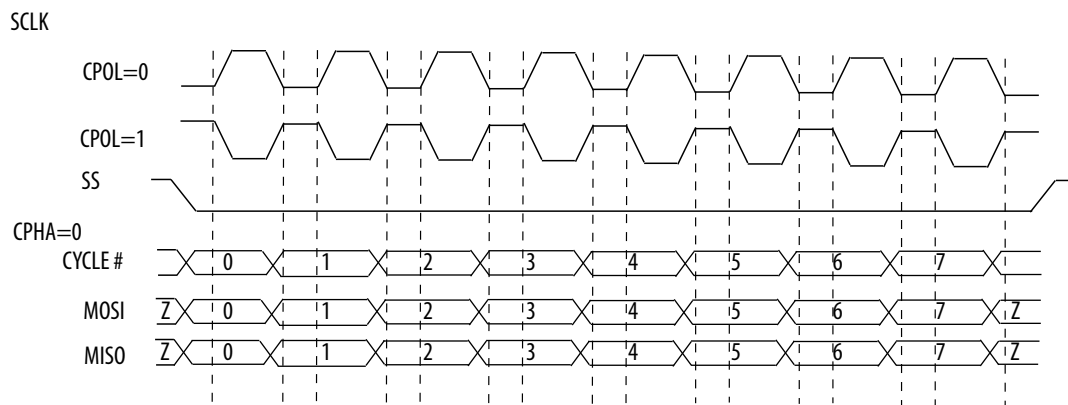 SCLK
CPOL=0
CPOL=1
SS
CPHA=0
CYCLE # 0 1 2 3 4 5 6 7
MOSI Z 0 1 2 3 4 5 6 7 Z
MISO Z 0 1 2 3 4 5 6 7 Z